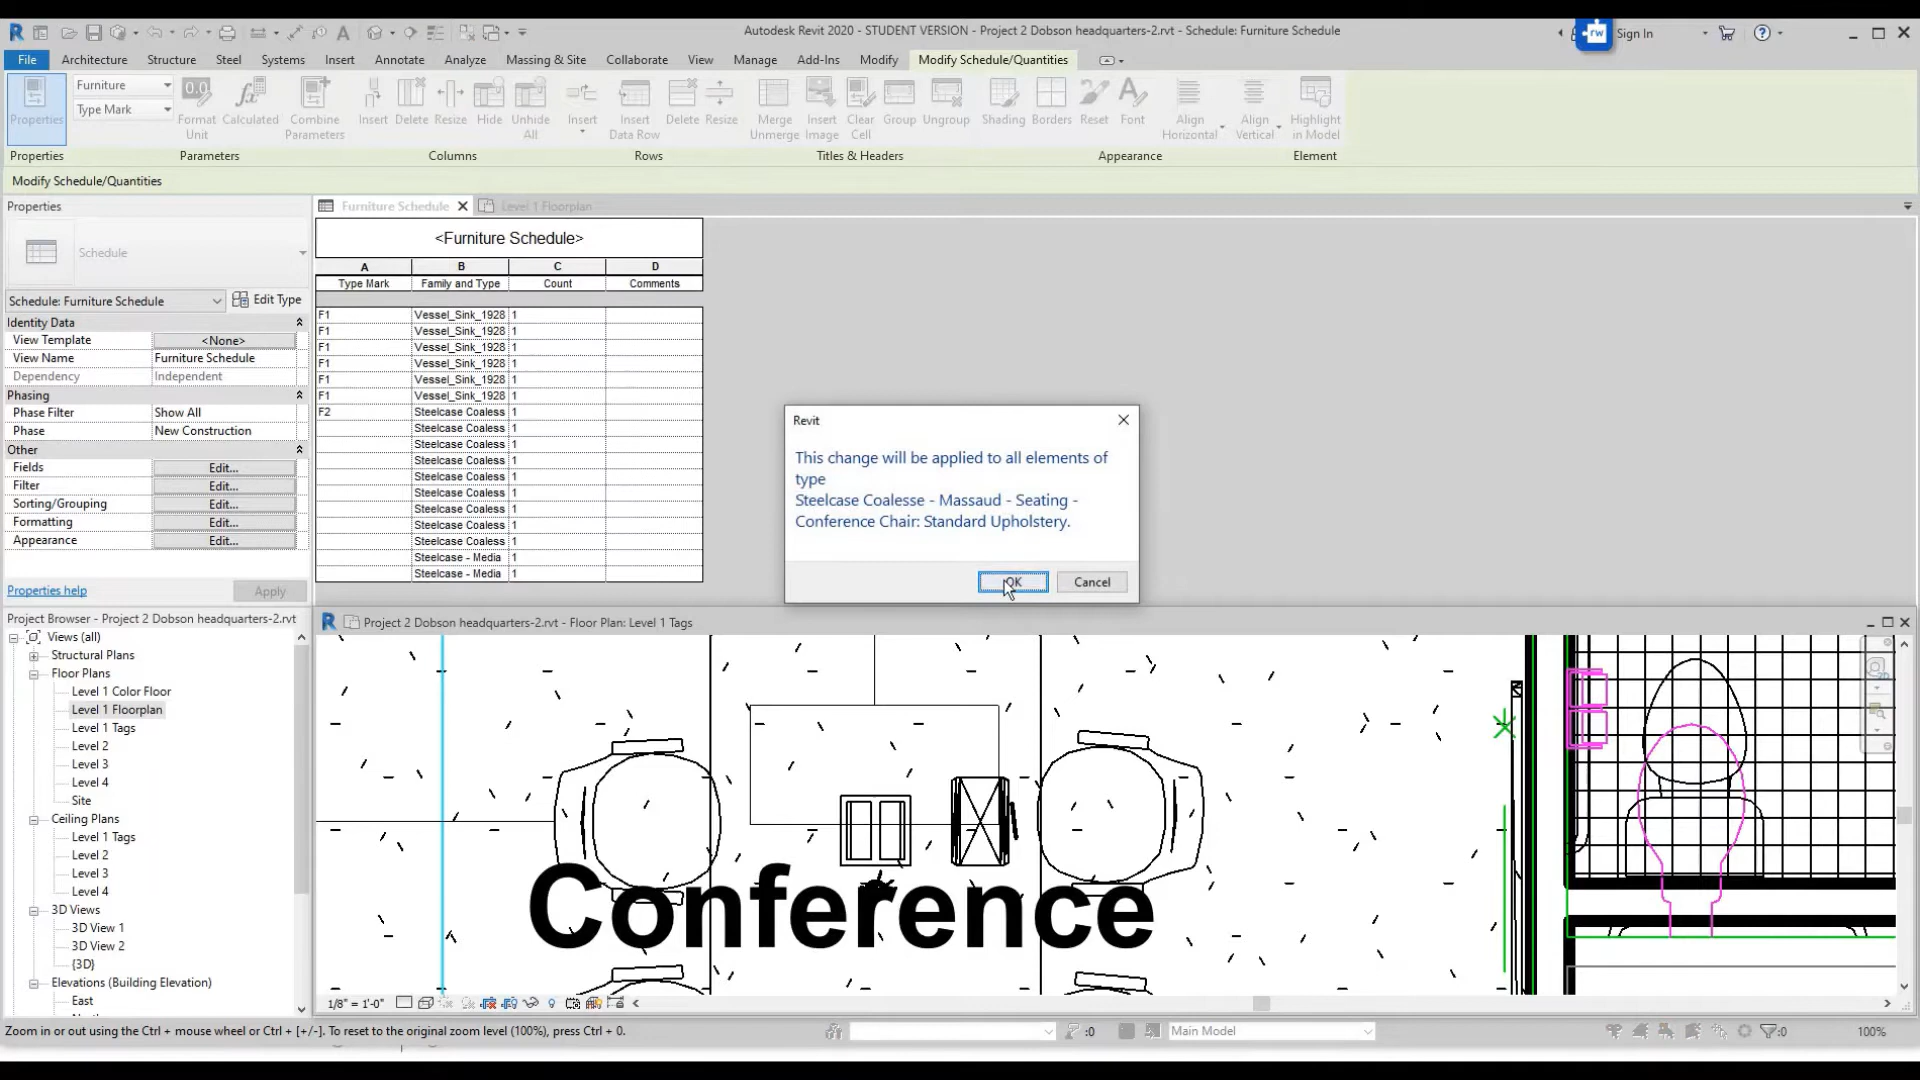 Autodesk Revit 2020 - STUDENT VERSION - Project 2 Dobson headquarters-2.rvt - Schedule: Furniture Schedule
rw
Sign In
File
Architecture
Structure
Steel
Systems
Insert
Annotate
Analyze
Massing & Site
Collaborate
View
Manage
Add-Ins
Modify
Modify Schedule/Quantities
Properties
Furniture
Type Mark
Format
Unit
Calculated
Combine
Parameters
Insert
Delete
Resize
Hide
Unhide
All
Insert
Insert
Data Row
Delete
Resize
Merge
Unmerge
Insert
Image
Clear
Cell
Group
Ungroup
Shading
Borders
Reset
Font
Align
Horizontal
Align
Vertical
Highlight
in Model
Properties
Parameters
Columns
Rows
Titles & Headers
Appearance
Element
Modify Schedule/Quantities
Properties
Schedule
Schedule: Furniture Schedule
Edit Type
Identity Data
View Template <None>
View Name Furniture Schedule
Dependency Independent
Phasing
Phase Filter Show All
Phase New Construction
Other
Fields Edit...
Filter Edit...
Sorting/Grouping Edit...
Formatting Edit...
Appearance Edit...
Properties help
Apply
Furniture Schedule
Level 1 Floorplan
<Furniture Schedule>
A B C D
Type Mark Family and Type Count Comments
F1 Vessel_Sink_1928 1
F1 Vessel_Sink_1928 1
F1 Vessel_Sink_1928 1
F1 Vessel_Sink_1928 1
F1 Vessel_Sink_1928 1
F1 Vessel_Sink_1928 1
F2 Steelcase Coaless 1
Steelcase Coaless 1
Steelcase Coaless 1
Steelcase Coaless 1
Steelcase Coaless 1
Steelcase Coaless 1
Steelcase Coaless 1
Steelcase Coaless 1
Steelcase Coaless 1
Steelcase - Media 1
Steelcase - Media 1
Revit
This change will be applied to all elements of
type
Steelcase Coalesse - Massaud - Seating -
Conference Chair: Standard Upholstery.
OK
Cancel
Project Browser - Project 2 Dobson headquarters-2.rvt
Views (all)
Structural Plans
Floor Plans
Level 1 Color Floor
Level 1 Floorplan
Level 1 Tags
Level 2
Level 3
Level 4
Site
Ceiling Plans
Level 1 Tags
Level 2
Level 3
Level 4
3D Views
3D View 1
3D View 2
{3D}
Elevations (Building Elevation)
East
Project 2 Dobson headquarters-2.rvt - Floor Plan: Level 1 Tags
Conference
1/8" = 1'-0"
Zoom in or out using the Ctrl + mouse wheel or Ctrl + [+/-]. To reset to the original zoom level (100%), press Ctrl + 0.
:0
Main Model
:0
100%